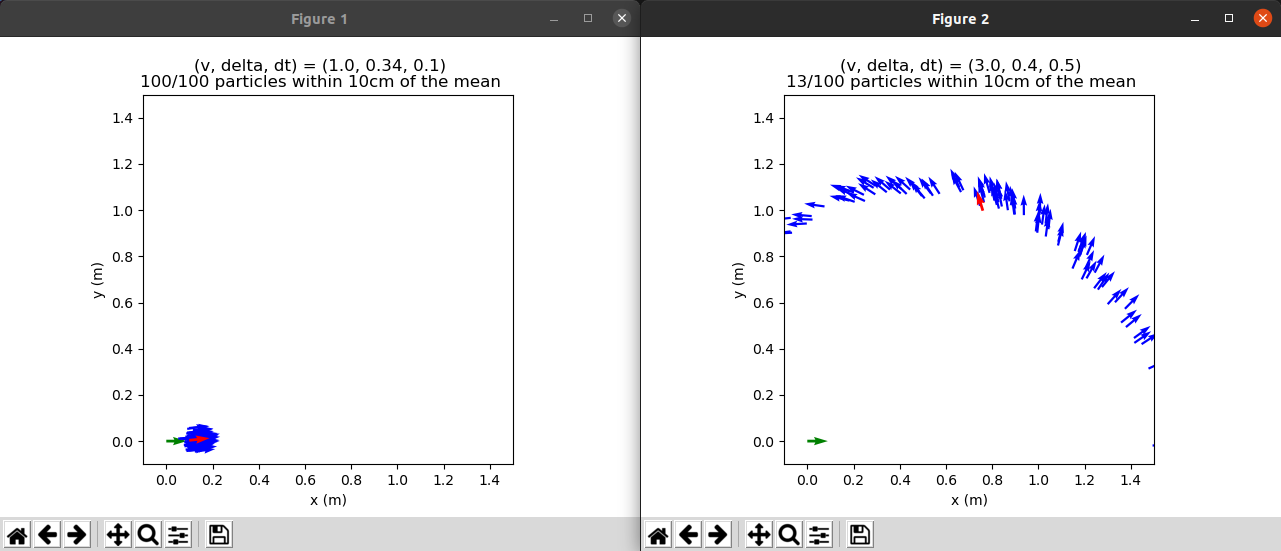 Figure 1
(v, delta, dt) = (1.0, 0.34, 0.1)
100/100 particles within 10cm of the mean
1.4
1.2
1.0
0.8
0.6
0.4
0.2
0.0
y (m)
0.0 0.2 0.4 0.6 0.8 1.0 1.2 1.4
x (m)
Figure 2
(v, delta, dt) = (3.0, 0.4, 0.5)
13/100 particles within 10cm of the mean
1.4
1.2
1.0
0.8
0.6
0.4
0.2
0.0
y (m)
0.0 0.2 0.4 0.6 0.8 1.0 1.2 1.4
x (m)